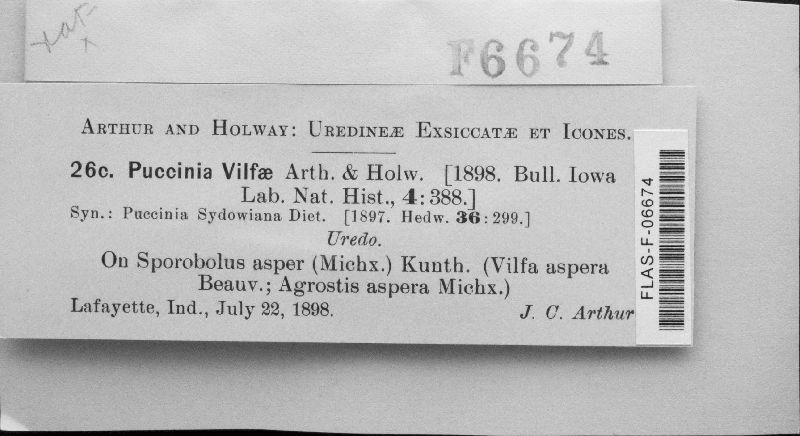 F6674
ARTHUR AND HOLWAY: UREDINEÆ EXSICCATÆ ET ICONES.
26c. Puccinia Vilfæ Arth. & Holw. [1898. Bull. Iowa
Lab. Nat. Hist., 4:388.]
Syn.: Puccinia Sydowiana Diet. [1897. Hedw. 36:299.]
Uredo.
On Sporobolus asper (Michx.) Kunth. (Vilfa aspera
Beauv.; Agrostis aspera Michx.)
Lafayette, Ind., July 22, 1898. J. C. Arthur
FLAS-F-06674